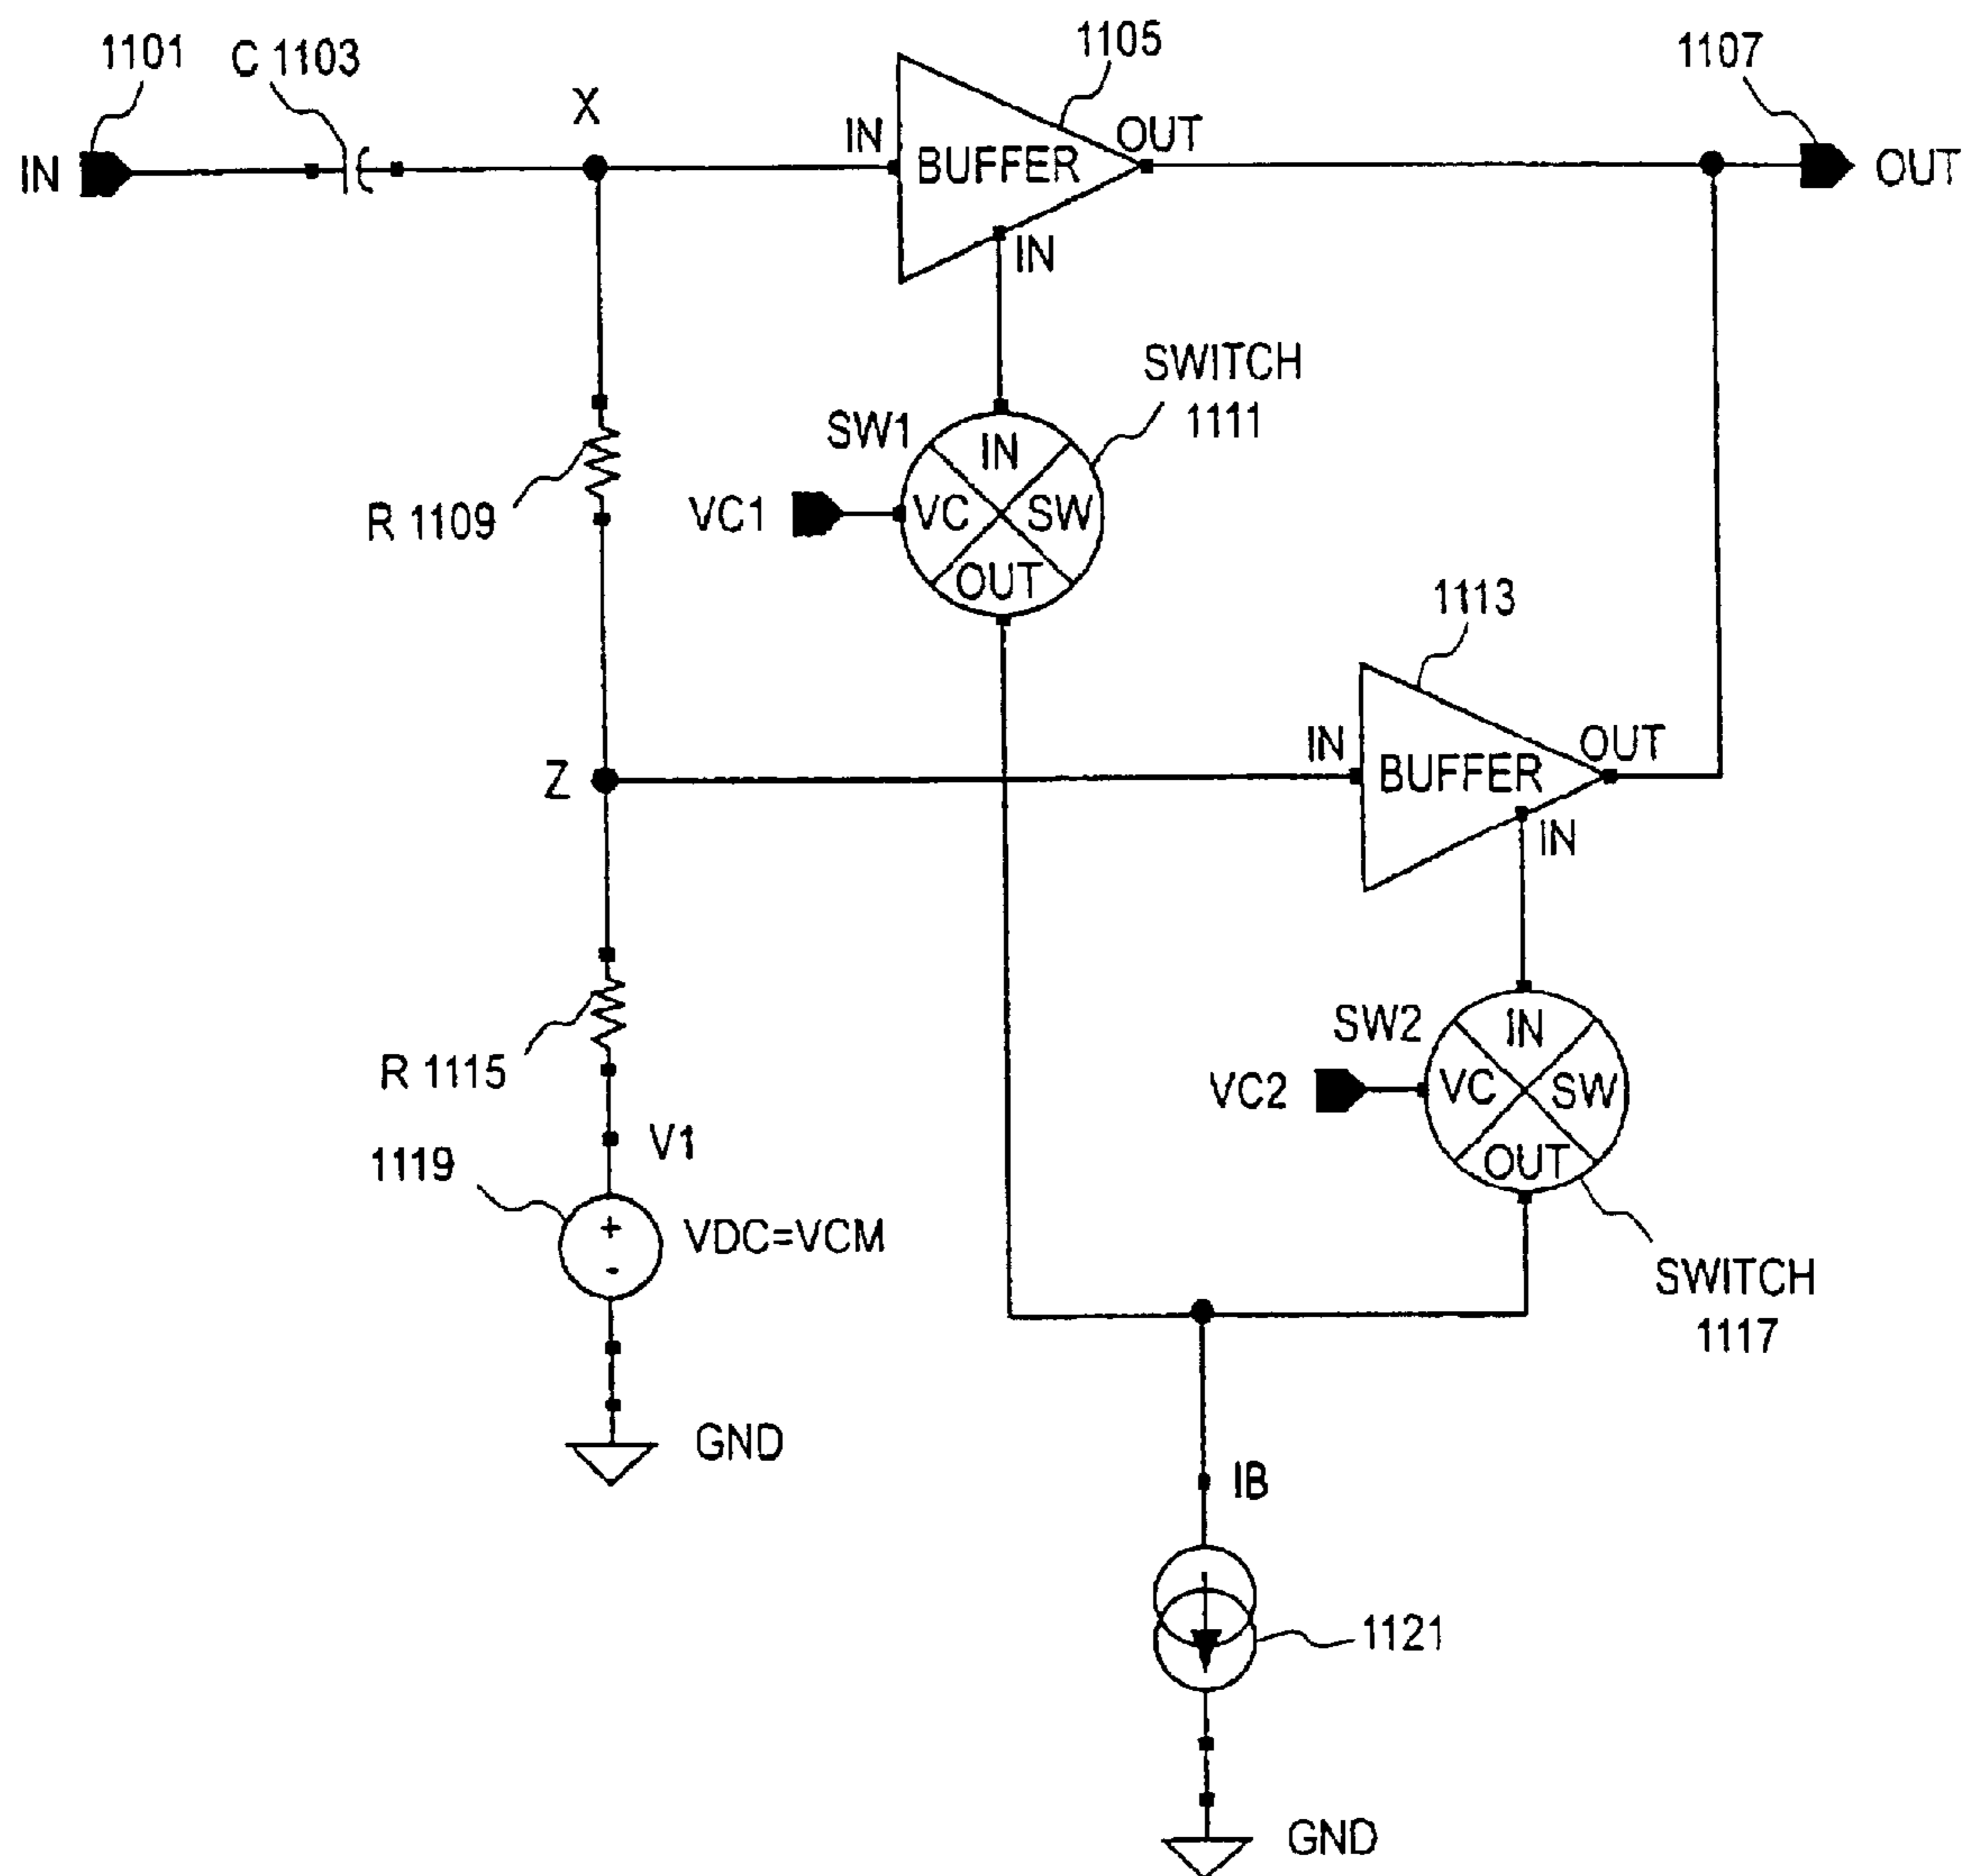 1101
C 1103
1105
1107
X
IN
IN
BUFFER
OUT
OUT
IN
SWITCH
1111
SW1
IN
VC1
VC
SW
OUT
R 1109
1113
Z
IN
BUFFER
OUT
IN
SW2
IN
VC2
VC
SW
OUT
R 1115
V1
1119
+
-
VDC=VCM
SWITCH
1117
GND
IB
1121
GND